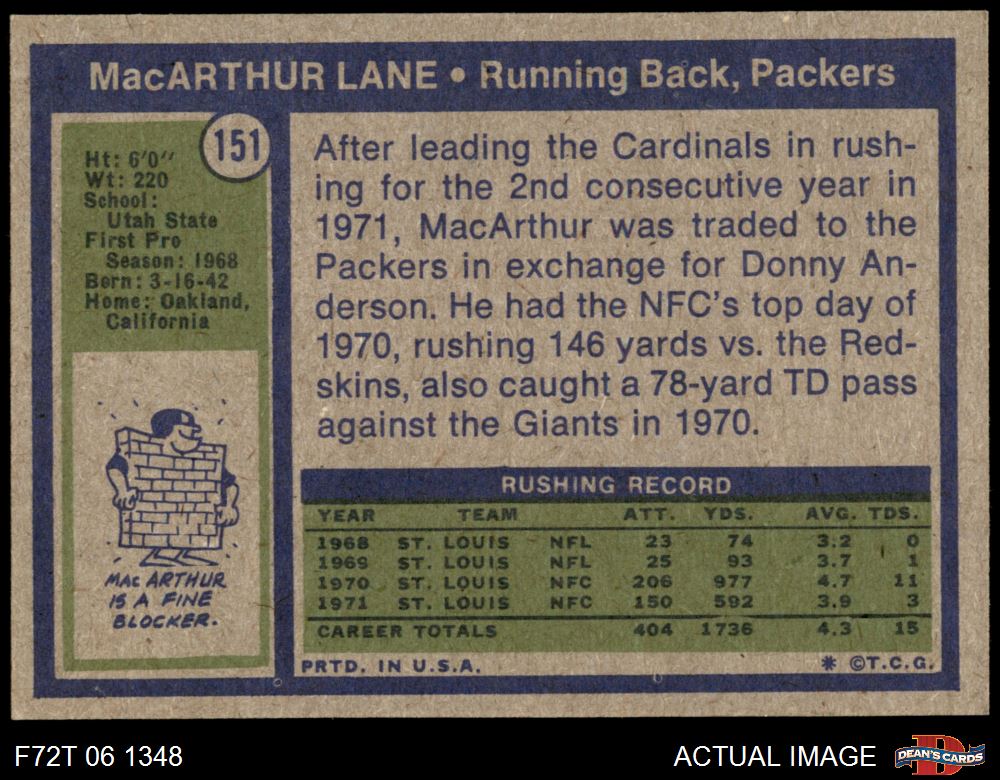 MacARTHUR LANE • Running Back, Packers
151
Ht: 6'0"
Wt: 220
School:
Utah State
First Pro
Season: 1968
Born: 3-16-42
Home: Oakland,
California
MAC ARTHUR
IS A FINE
BLOCKER.
After leading the Cardinals in rush-
ing for the 2nd consecutive year in
1971, MacArthur was traded to the
Packers in exchange for Donny An-
derson. He had the NFC's top day of
1970, rushing 146 yards vs. the Red-
skins, also caught a 78-yard TD pass
against the Giants in 1970.
RUSHING RECORD
YEAR TEAM ATT. YDS. AVG. TDS.
1968 ST. LOUIS NFL 23 74 3.2 0
1969 ST. LOUIS NFL 25 93 3.7 1
1970 ST. LOUIS NFC 206 977 4.7 11
1971 ST. LOUIS NFC 150 592 3.9 3
CAREER TOTALS 404 1736 4.3 15
PRTD. IN U.S.A. * ©T.C.G.
F72T 06 1348 ACTUAL IMAGE
DEAN'S CARDS